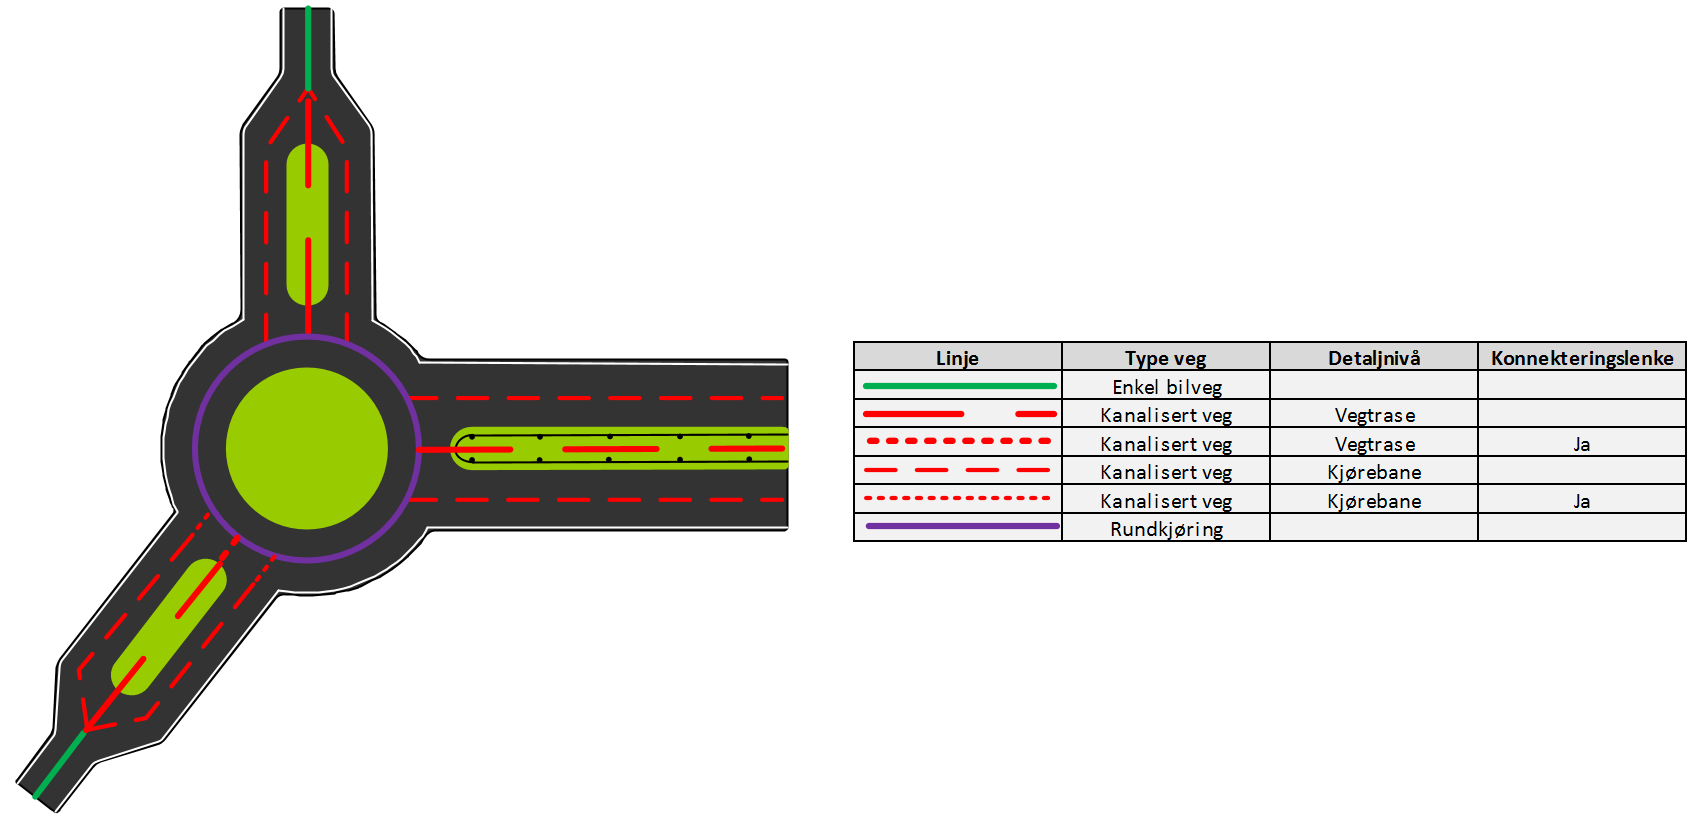 Linje Type veg Detaljnivå Konnekteringslenke
Enkel bilveg
Kanalisert veg Vegtrase
Kanalisert veg Vegtrase Ja
Kanalisert veg Kjørebane
Kanalisert veg Kjørebane Ja
Rundkjøring